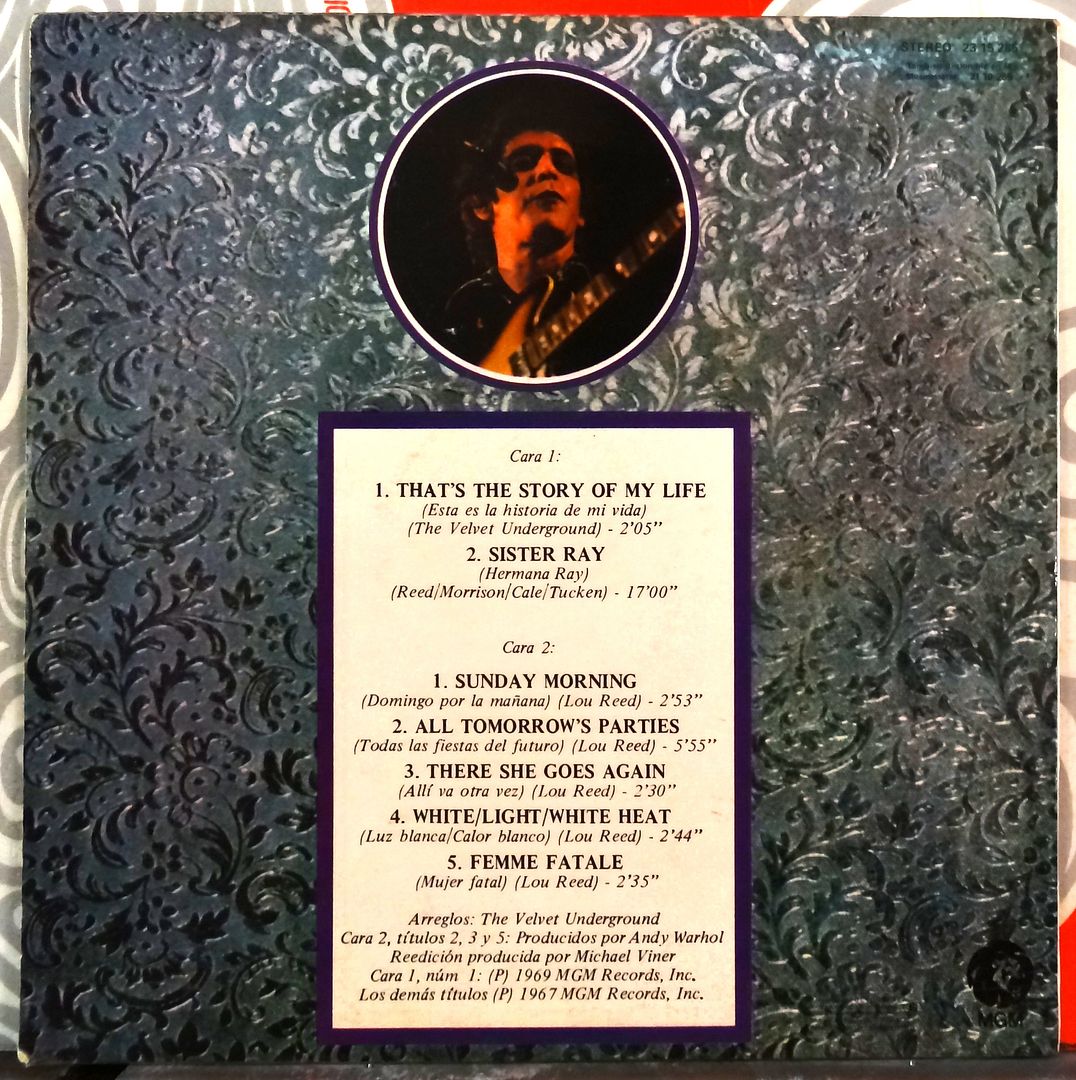 STEREO 23 15 285
21 10 285
Cara 1:
1. THAT'S THE STORY OF MY LIFE
(Esta es la historia de mi vida)
(The Velvet Underground) - 2'05"
2. SISTER RAY
(Hermana Ray)
(Reed/Morrison/Cale/Tucken) - 17'00"
Cara 2:
1. SUNDAY MORNING
(Domingo por la mañana) (Lou Reed) - 2'53"
2. ALL TOMORROW'S PARTIES
(Todas las fiestas del futuro) (Lou Reed) - 5'55"
3. THERE SHE GOES AGAIN
(Allí va otra vez) (Lou Reed) - 2'30"
4. WHITE/LIGHT/WHITE HEAT
(Luz blanca/Calor blanco) (Lou Reed) - 2'44"
5. FEMME FATALE
(Mujer fatal) (Lou Reed) - 2'35"
Arreglos: The Velvet Underground
Cara 2, títulos 2, 3 y 5: Producidos por Andy Warhol
Reedición producida por Michael Viner
Cara 1, núm 1: (P) 1969 MGM Records, Inc.
Los demás títulos (P) 1967 MGM Records, Inc.
MGM